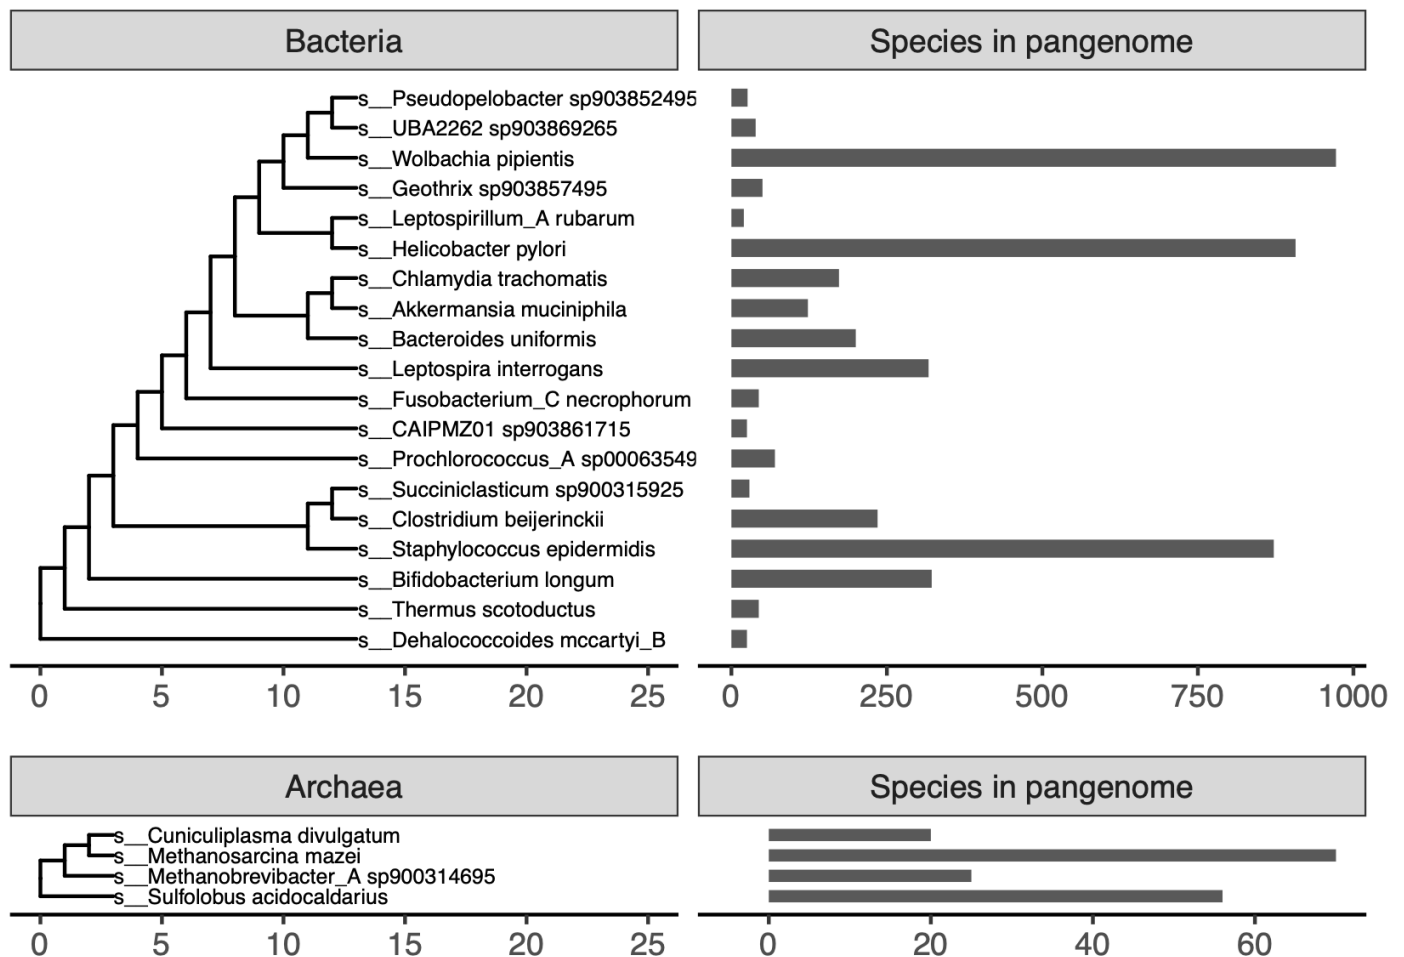 Bacteria
Species in pangenome
s__Pseudopelobacter sp903852495
s__UBA2262 sp903869265
s__Wolbachia pipientis
s__Geothrix sp903857495
s__Leptospirillum_A rubarum
s__Helicobacter pylori
s__Chlamydia trachomatis
s__Akkermansia muciniphila
s__Bacteroides uniformis
s__Leptospira interrogans
s__Fusobacterium_C necrophorum
s__CAIPMZ01 sp903861715
s__Prochlorococcus_A sp00063549
s__Succiniclasticum sp900315925
s__Clostridium beijerinckii
s__Staphylococcus epidermidis
s__Bifidobacterium longum
s__Thermus scotoductus
s__Dehalococcoides mccartyi_B
0 5 10 15 20 25
0 250 500 750 1000
Archaea
Species in pangenome
s__Cuniculiplasma divulgatum
s__Methanosarcina mazei
s__Methanobrevibacter_A sp900314695
s__Sulfolobus acidocaldarius
0 5 10 15 20 25
0 20 40 60